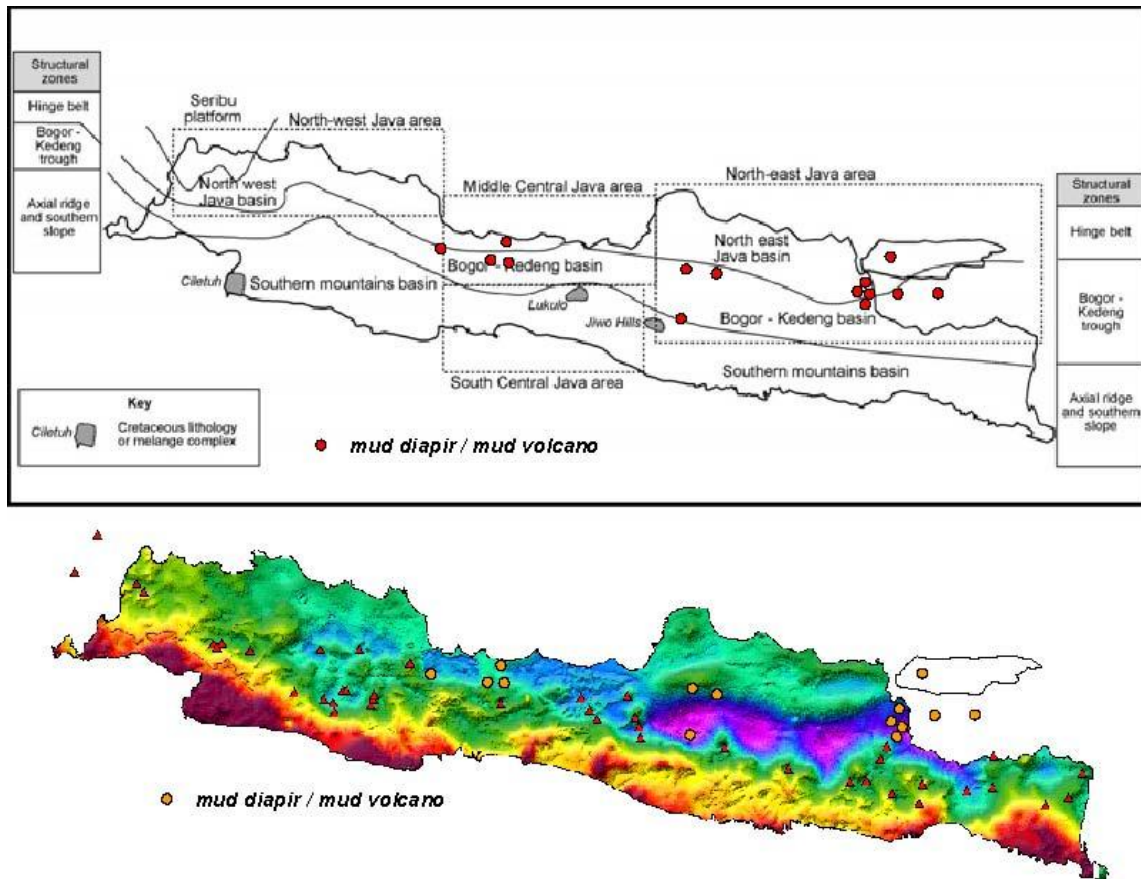 Structural
zones
Hinge belt
Bogor -
Kedeng
trough
Axial ridge
and southern
slope
Seribu
platform
North-west Java area
North west
Java basin
Middle Central Java area
North-east Java area
North east
Java basin
Bogor - Kedeng basin
Ciletuh
Southern mountains basin
Lukulo
Jiwo Hills
Bogor - Kedeng basin
South Central Java area
Southern mountains basin
Structural
zones
Hinge belt
Bogor -
Kedeng
trough
Axial ridge
and southern
slope
Key
Ciletuh
Cretaceous lithology
or melange complex
mud diapir / mud volcano
mud diapir / mud volcano